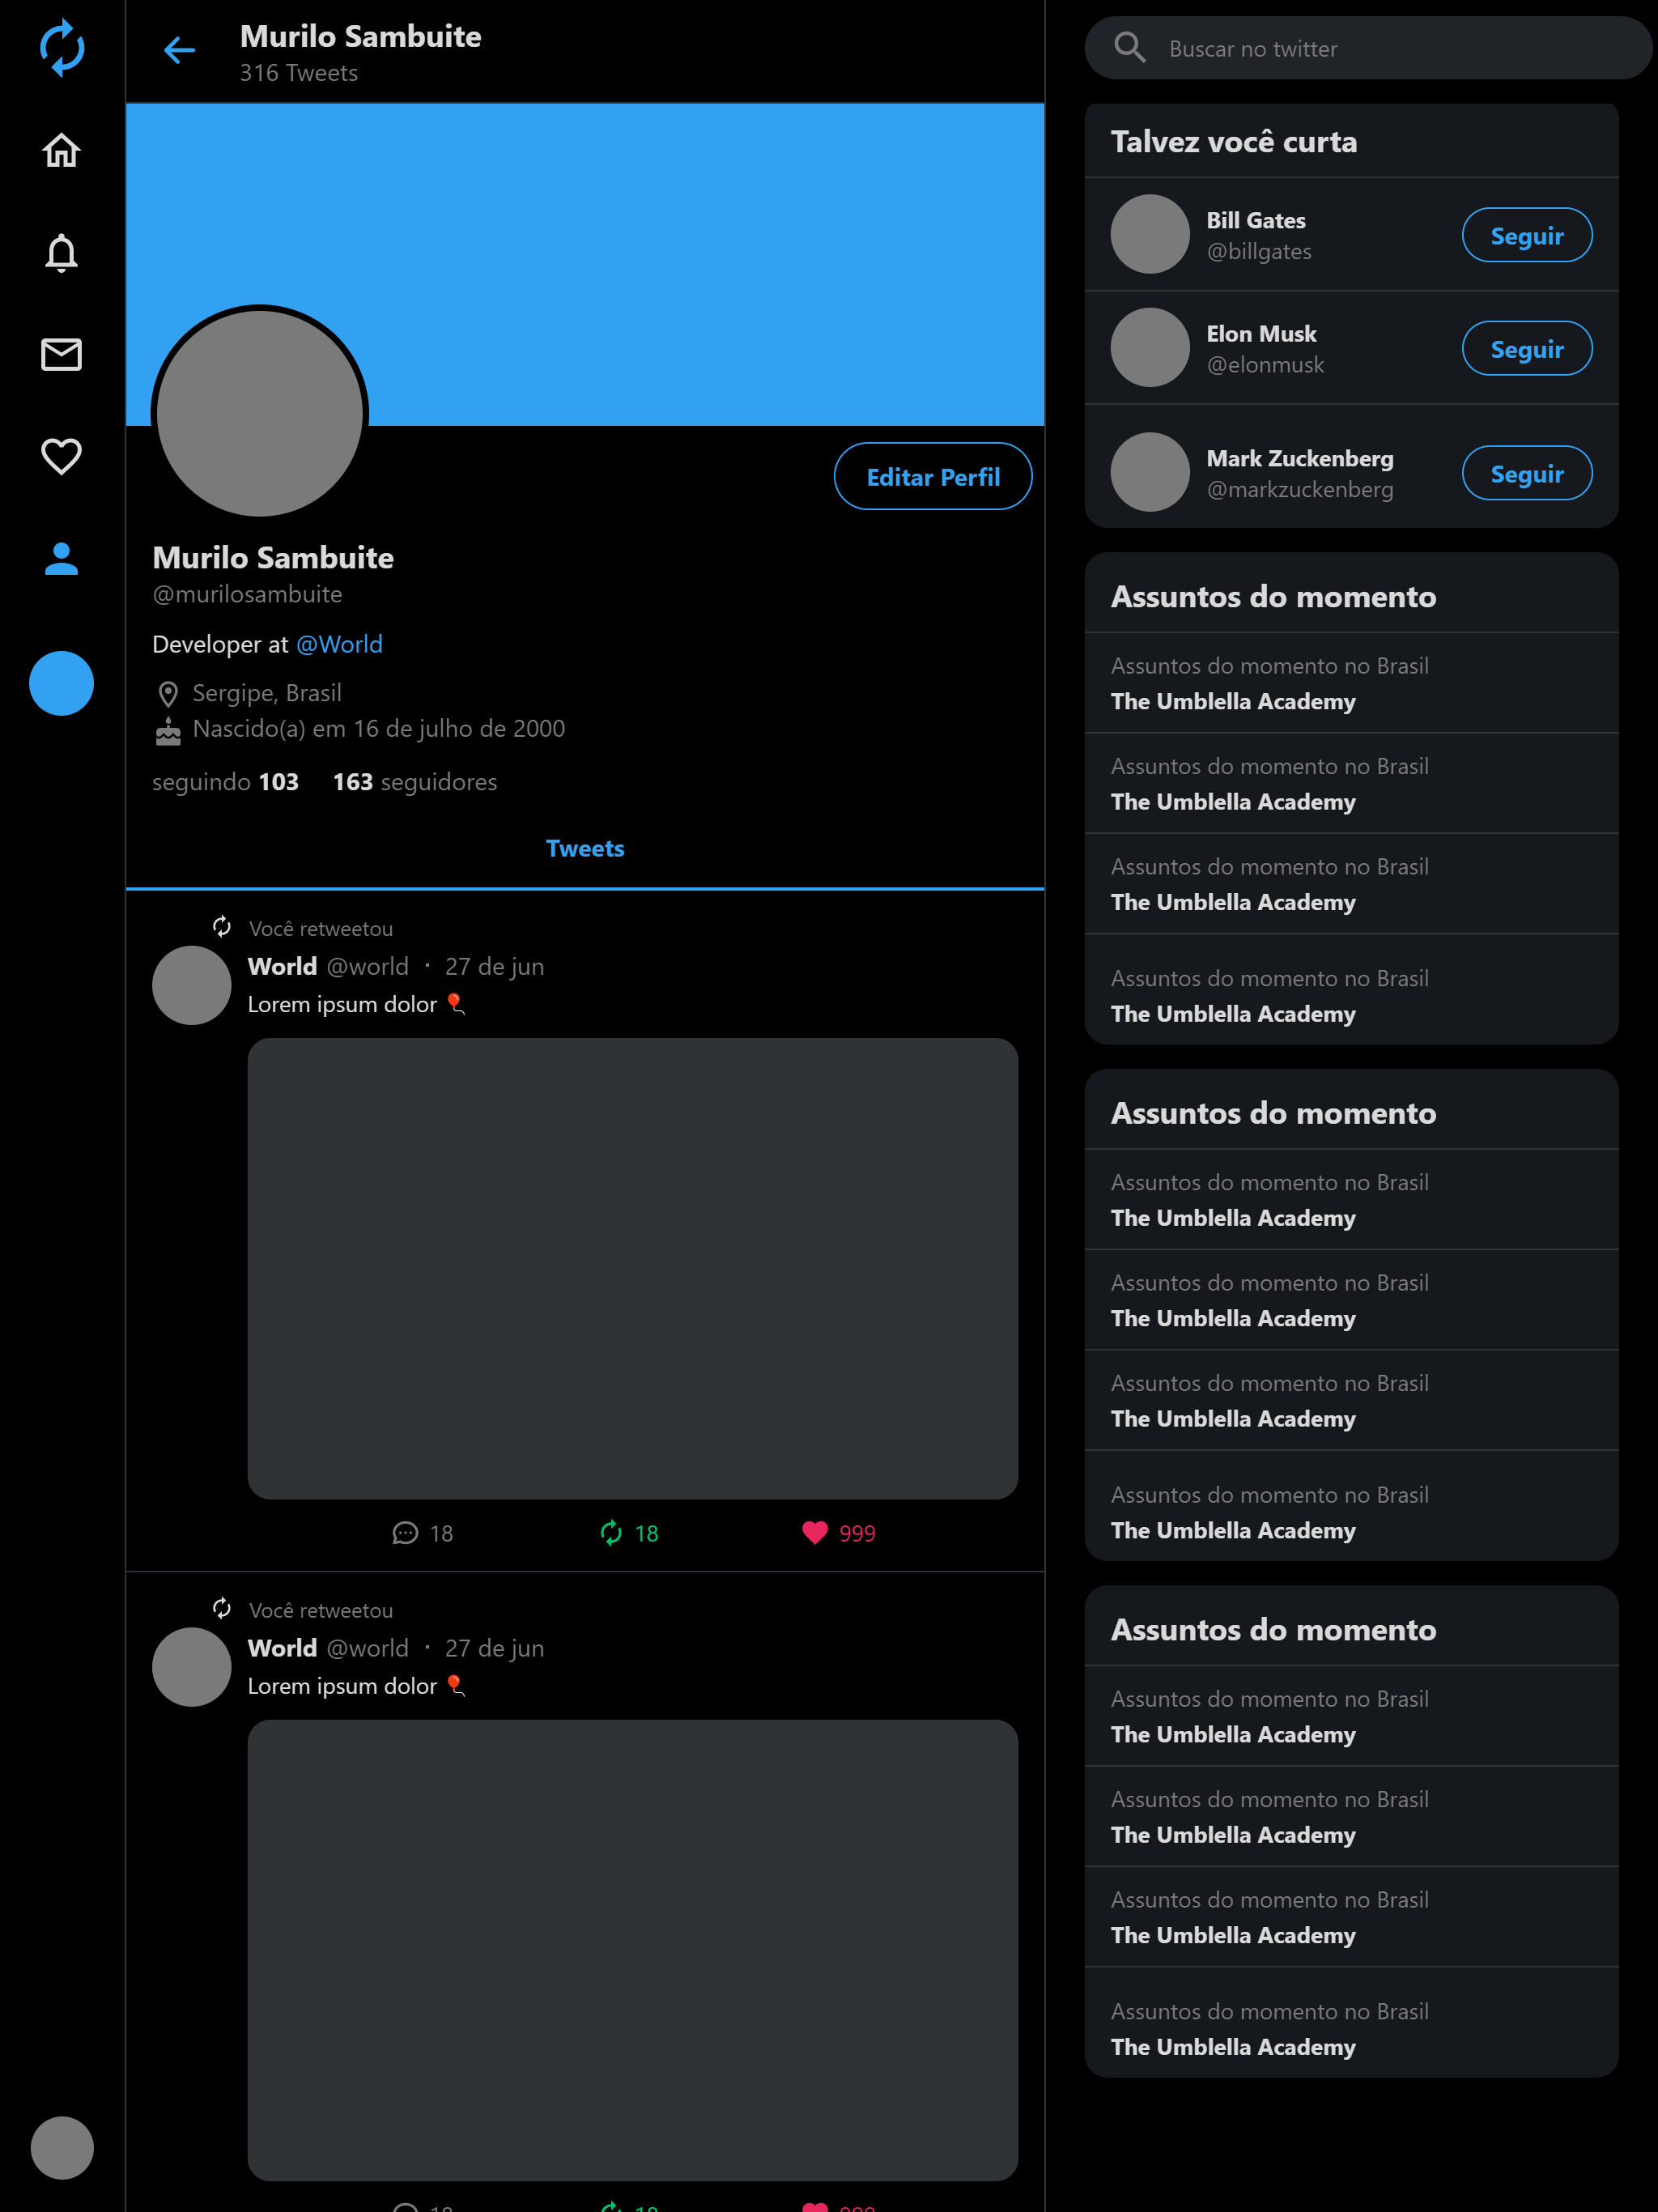 Murilo Sambuite
316 Tweets
Editar Perfil
Murilo Sambuite
@murilosambuite
Developer at @World
Sergipe, Brasil
Nascido(a) em 16 de julho de 2000
seguindo 103 163 seguidores
Tweets
Você retweetou
World @world · 27 de jun
Lorem ipsum dolor 🎈
18 18 999
Você retweetou
World @world · 27 de jun
Lorem ipsum dolor 🎈
18 18 999
Buscar no twitter
Talvez você curta
Bill Gates
@billgates
Seguir
Elon Musk
@elonmusk
Seguir
Mark Zuckenberg
@markzuckenberg
Seguir
Assuntos do momento
Assuntos do momento no Brasil
The Umblella Academy
Assuntos do momento no Brasil
The Umblella Academy
Assuntos do momento no Brasil
The Umblella Academy
Assuntos do momento no Brasil
The Umblella Academy
Assuntos do momento
Assuntos do momento no Brasil
The Umblella Academy
Assuntos do momento no Brasil
The Umblella Academy
Assuntos do momento no Brasil
The Umblella Academy
Assuntos do momento no Brasil
The Umblella Academy
Assuntos do momento
Assuntos do momento no Brasil
The Umblella Academy
Assuntos do momento no Brasil
The Umblella Academy
Assuntos do momento no Brasil
The Umblella Academy
Assuntos do momento no Brasil
The Umblella Academy